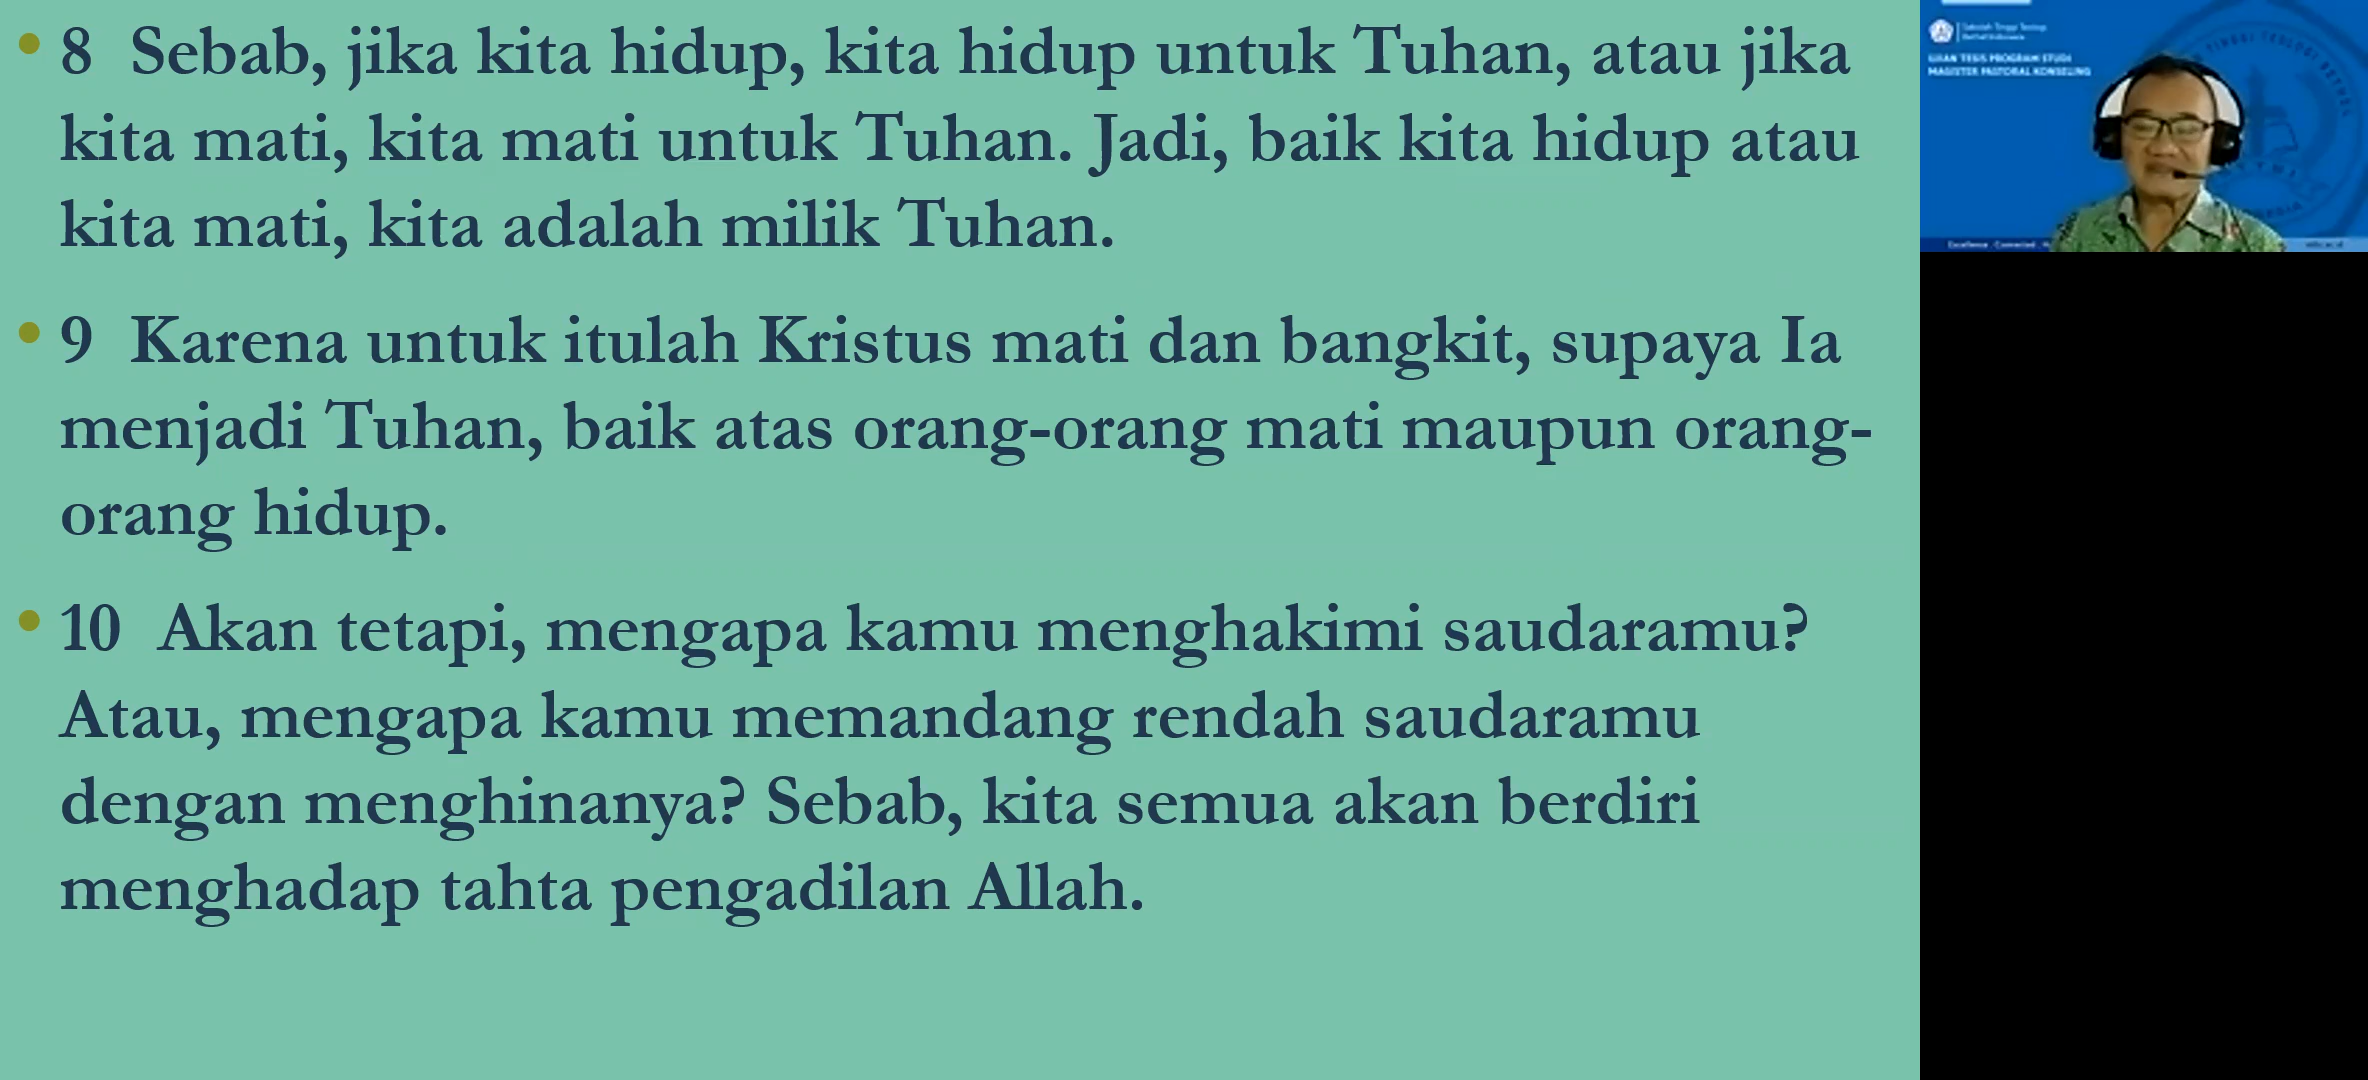 • 8 Sebab, jika kita hidup, kita hidup untuk Tuhan, atau jika
kita mati, kita mati untuk Tuhan. Jadi, baik kita hidup atau
kita mati, kita adalah milik Tuhan.
• 9 Karena untuk itulah Kristus mati dan bangkit, supaya Ia
menjadi Tuhan, baik atas orang-orang mati maupun orang-
orang hidup.
• 10 Akan tetapi, mengapa kamu menghakimi saudaramu?
Atau, mengapa kamu memandang rendah saudaramu
dengan menghinanya? Sebab, kita semua akan berdiri
menghadap tahta pengadilan Allah.
Sekolah Tinggi Teologi
UJIAN TESIS PROGRAM STUDI
MAGISTER PASTORAL KONSELING